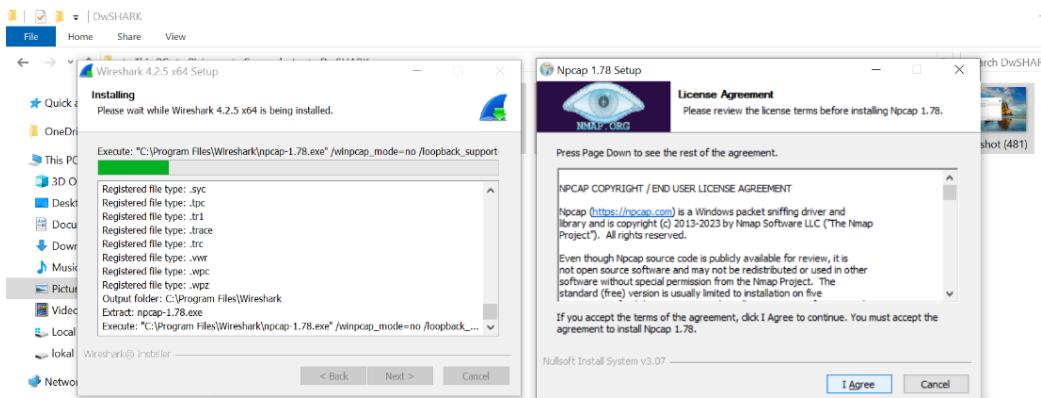 DwSHARK
File Home Share View
Quick a
OneDri
This PC
3D O
Deskt
Docu
Down
Music
Pictur
Video
Local
lokal
Netwo
Wireshark 4.2.5 x64 Setup
Installing
Please wait while Wireshark 4.2.5 x64 is being installed.
Execute: "C:\Program Files\Wireshark\npcap-1.78.exe" /winpcap_mode=no /loopback_support
Registered file type: .syc
Registered file type: .tpc
Registered file type: .tr1
Registered file type: .trace
Registered file type: .trc
Registered file type: .vwr
Registered file type: .wpc
Registered file type: .wpz
Output folder: C:\Program Files\Wireshark
Extract: npcap-1.78.exe
Execute: "C:\Program Files\Wireshark\npcap-1.78.exe" /winpcap_mode=no /loopback_...
Wireshark® Installer
< Back Next > Cancel
Npcap 1.78 Setup
NMAP.ORG
License Agreement
Please review the license terms before installing Npcap 1.78.
Press Page Down to see the rest of the agreement.
NPCAP COPYRIGHT / END USER LICENSE AGREEMENT
Npcap (https://npcap.com) is a Windows packet sniffing driver and
library and is copyright (c) 2013-2023 by Nmap Software LLC ("The Nmap
Project"). All rights reserved.
Even though Npcap source code is publicly available for review, it is
not open source software and may not be redistributed or used in other
software without special permission from the Nmap Project. The
standard (free) version is usually limited to installation on five
If you accept the terms of the agreement, click I Agree to continue. You must accept the
agreement to install Npcap 1.78.
Nullsoft Install System v3.07
I Agree Cancel
arch DwSHAR
shot (481)